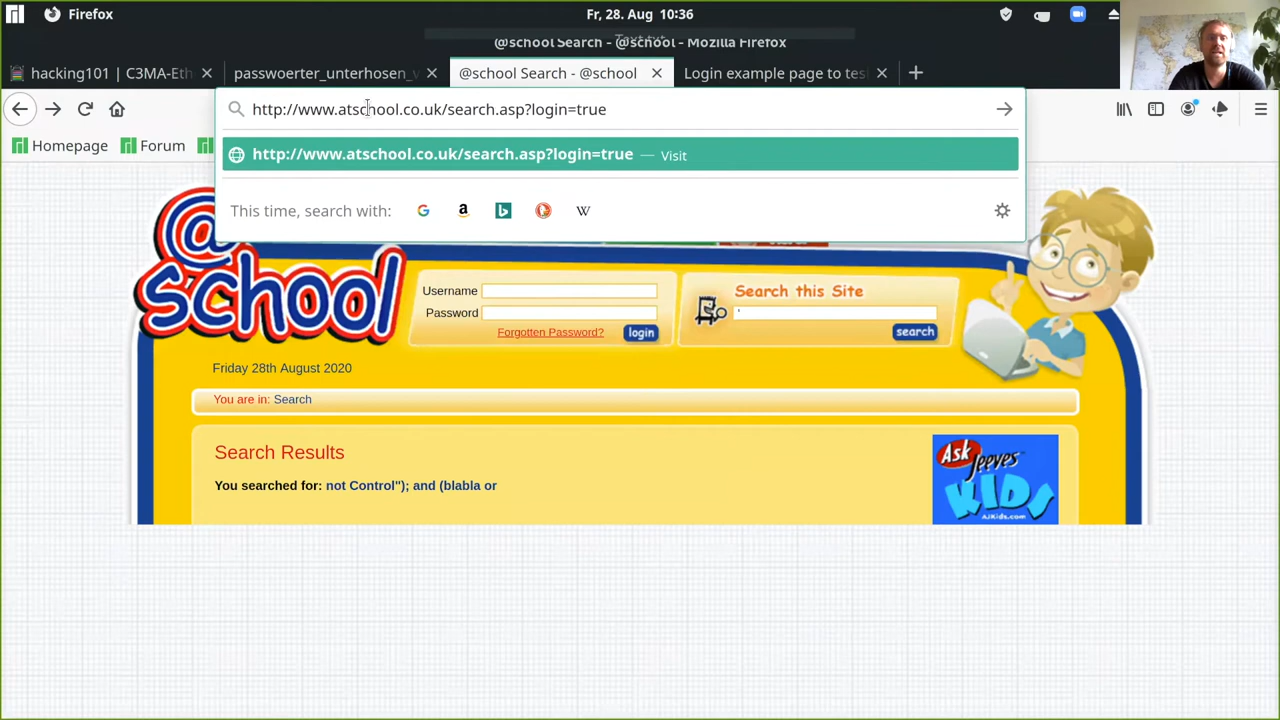 Firefox
Fr, 28. Aug 10:36
@school Search - @school - Mozilla Firefox
hacking101 | C3MA-Eth
passwoerter_unterhosen_v
@school Search - @school
Login example page to tes
http://www.atschool.co.uk/search.asp?login=true
Homepage
Forum
http://www.atschool.co.uk/search.asp?login=true — Visit
This time, search with:
@
school
Username
Password
Forgotten Password?
login
Search this Site
'
search
Friday 28th August 2020
You are in: Search
Search Results
You searched for: not Control"); and (blabla or
Ask
Jeeves
KIDS
AJKids.com